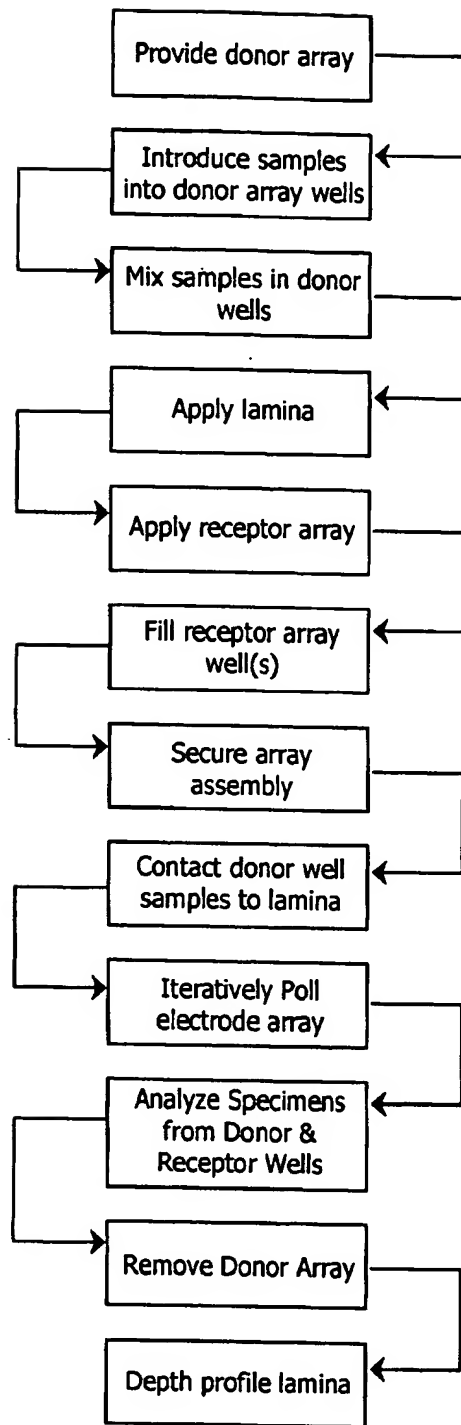 Provide donor array
Introduce samples
into donor array wells
Mix samples in donor
wells
Apply lamina
Apply receptor array
Fill receptor array
well(s)
Secure array
assembly
Contact donor well
samples to lamina
Iteratively Poll
electrode array
Analyze Specimens
from Donor &
Receptor Wells
Remove Donor Array
Depth profile lamina